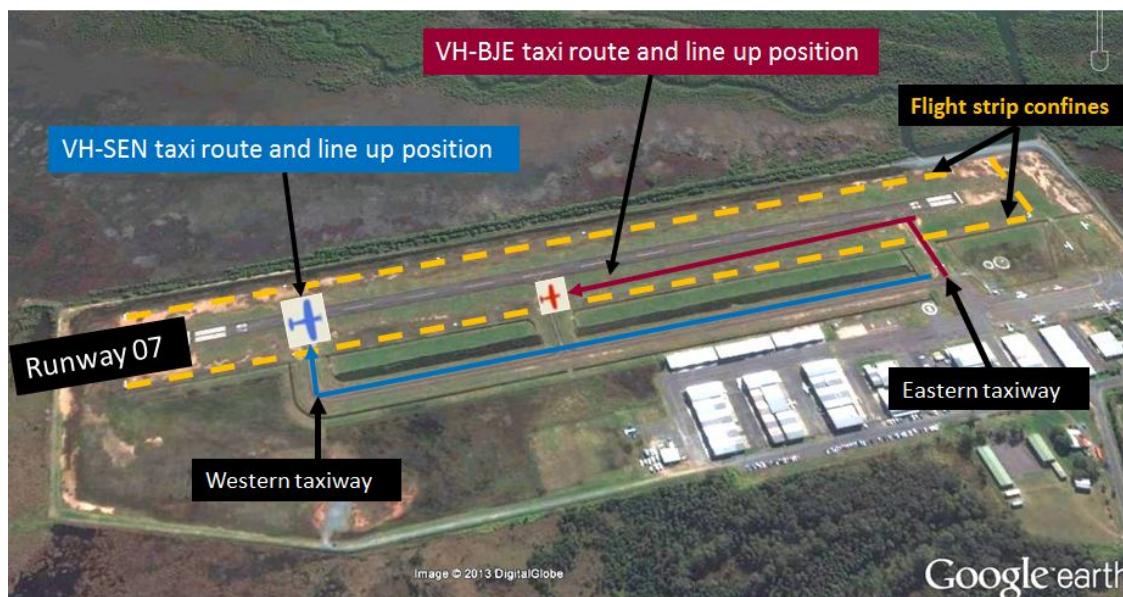 VH-BJE taxi route and line up position
Flight strip confines
VH-SEN taxi route and line up position
Runway 07
Eastern taxiway
Western taxiway
Image © 2013 DigitalGlobe
Google earth